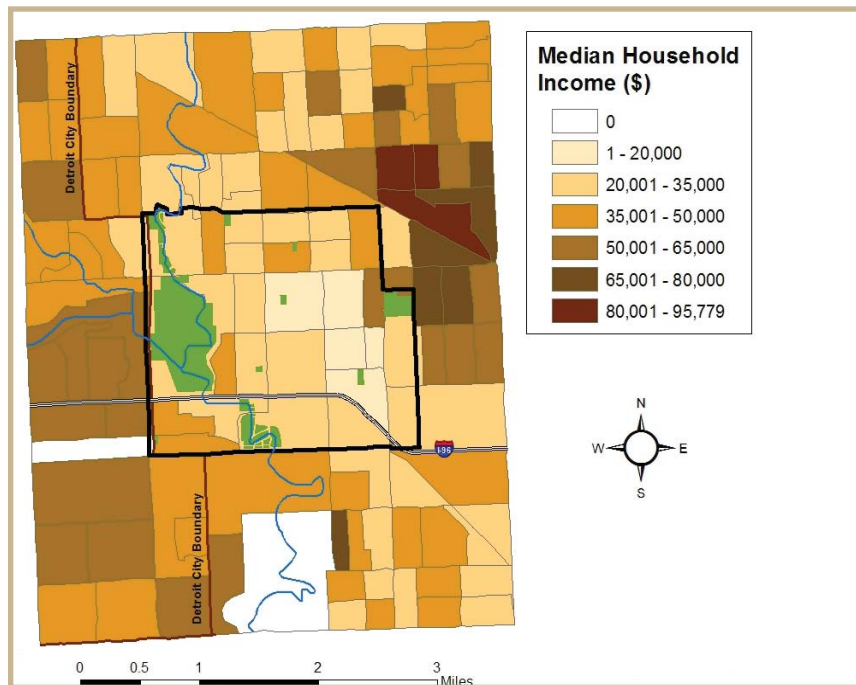 Median Household
Income ($)
0
1 - 20,000
20,001 - 35,000
35,001 - 50,000
50,001 - 65,000
65,001 - 80,000
80,001 - 95,779
Detroit City Boundary
N
W
E
S
696
Detroit City Boundary
0
0.5
1
2
3
Miles